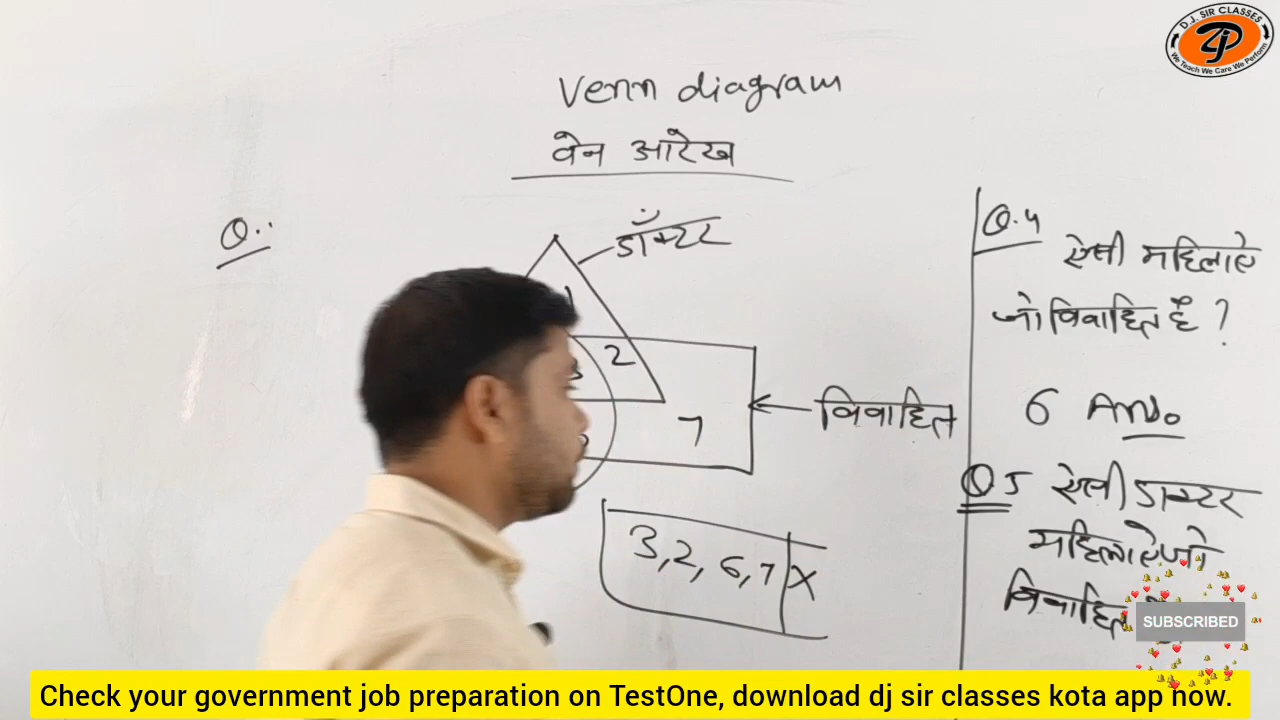 D.J. SIR CLASSES
We Teach We Care We Perform
Venn diagram
वेन आरेख
Q.
डॉक्टर
1
3
2
7
विवाहित
3, 2, 6, 7 X
Q.4
ऐसी महिलाऐ
जो विवाहित है ?
6 Ans.
Q 5 ऐसी डाक्टर
महिलाऐ जो
विवाहित
SUBSCRIBED
Check your government job preparation on TestOne, download dj sir classes kota app now.